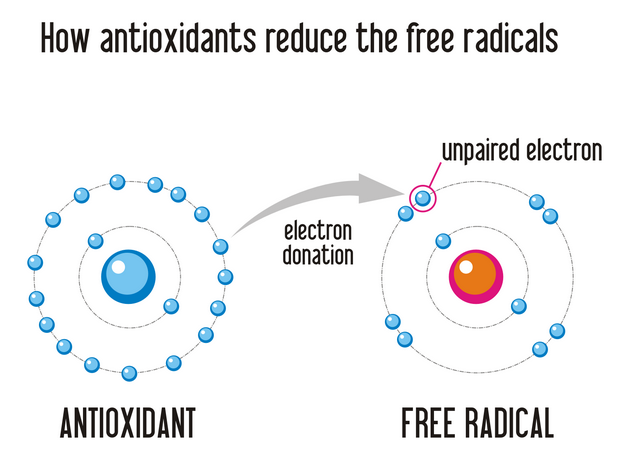 How antioxidants reduce the free radicals
unpaired electron
electron
donation
ANTIOXIDANT
FREE RADICAL